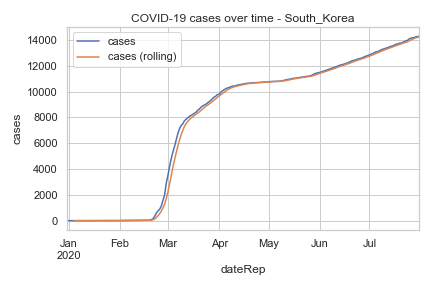 COVID-19 cases over time - South_Korea
cases
cases (rolling)
14000
12000
10000
8000
6000
4000
2000
0
cases
Jan Feb Mar Apr May Jun Jul
2020
dateRep